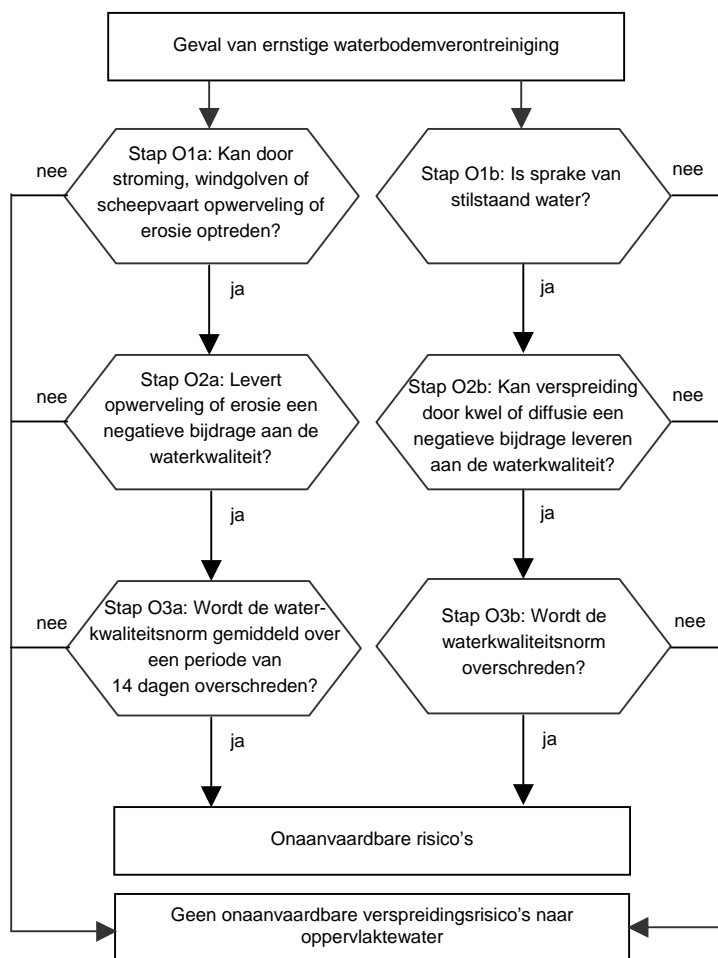 Geval van ernstige waterbodemverontreiniging
nee
Stap O1a: Kan door
stroming, windgolven of
scheepvaart opwerveling of
erosie optreden?
Stap O1b: Is sprake van
stilstaand water?
nee
ja
ja
nee
Stap O2a: Levert
opwerveling of erosie een
negatieve bijdrage aan de
waterkwaliteit?
Stap O2b: Kan verspreiding
door kwel of diffusie een
negatieve bijdrage leveren
aan de waterkwaliteit?
nee
ja
ja
nee
Stap O3a: Wordt de water-
kwaliteitsnorm gemiddeld over
een periode van
14 dagen overschreden?
Stap O3b: Wordt de
waterkwaliteitsnorm
overschreden?
nee
ja
ja
Onaanvaardbare risico's
Geen onaanvaardbare verspreidingsrisico's naar
oppervlaktewater